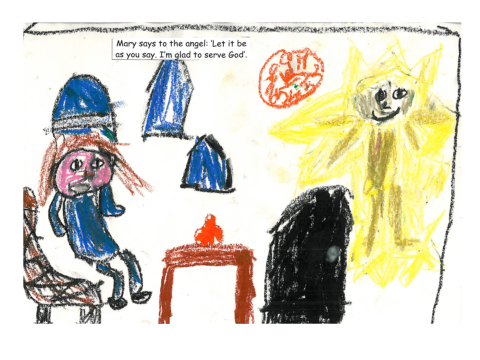 Mary says to the angel: 'Let it be
as you say. I'm glad to serve God'.